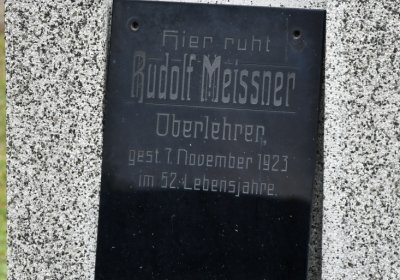 Hier ruht
Rudolf Meissner
Oberlehrer,
gest. 7. November 1923
im 52. Lebensjahre.